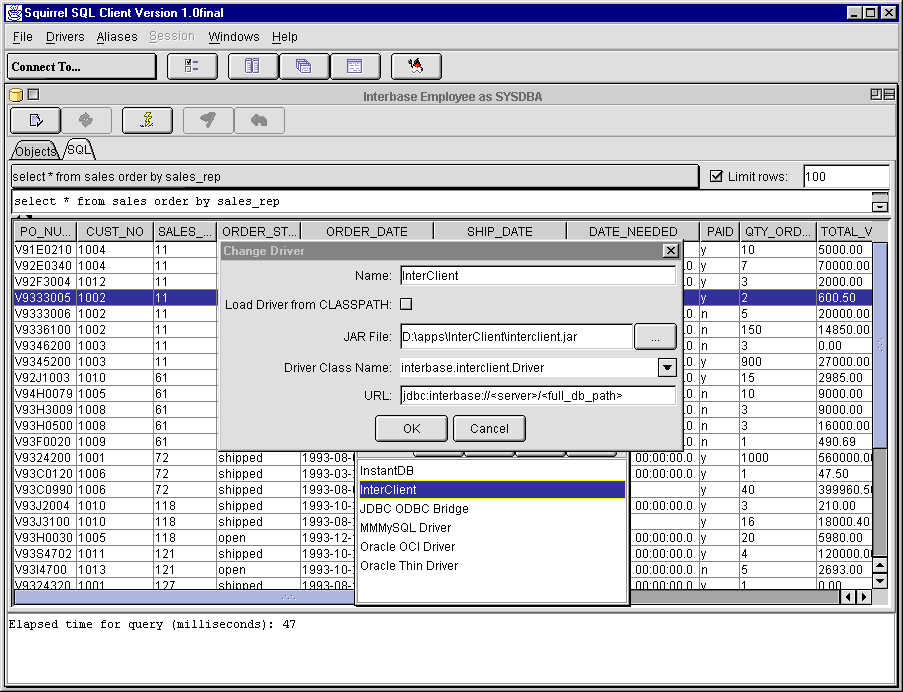 Squirrel SQL Client Version 1.0final
File Drivers Aliases Session Windows Help
Connect To...
Interbase Employee as SYSDBA
Objects SQL
select * from sales order by sales_rep Limit rows: 100
select * from sales order by sales_rep
PO_NU... CUST_NO SALES_... ORDER_ST... ORDER_DATE SHIP_DATE DATE_NEEDED PAID QTY_ORD... TOTAL_V
V91E0210 1004 11 y 10 5000.00
Change Driver
V92E0340 1004 11 .0 y 7 70000.00
Name: InterClient
V92F3004 1012 11 .0 y 3 2000.00
V9333005 1002 11 y 2 600.50
Load Driver from CLASSPATH:
V9333006 1002 11 .0 n 5 20000.00
V9336100 1002 11 .0 n 150 14850.00
JAR File: D:\apps\InterClient\interclient.jar ...
V9346200 1003 11 n 3 0.00
V9345200 1003 11 .0 y 900 27000.00
Driver Class Name: interbase.interclient.Driver
V92J1003 1010 61 .0 y 15 2985.00
V94H0079 1005 61 .0 n 10 9000.00
URL: jdbc:interbase://<server>/<full_db_path>
V93H3009 1008 61 .0 n 3 9000.00
V93H0500 1008 61 .0 n 3 16000.00
OK Cancel
V93F0020 1009 61 .0 n 1 490.69
V9324200 1001 72 shipped 1993-08- 00:00:00.0 y 1000 560000.0
InstantDB
V93C0120 1006 72 shipped 1993-03- 00:00:00.0 y 1 47.50
InterClient
V93C0990 1006 72 shipped 1993-08- y 40 399960.5
V93J2004 1010 118 shipped 1993-10- 00:00:00.0 y 3 210.00
JDBC ODBC Bridge
V93J3100 1010 118 shipped 1993-08- y 16 18000.40
MMMySQL Driver
V93H0030 1005 118 open 1993-12- 00:00:00.0 y 20 5980.00
Oracle OCI Driver
V93S4702 1011 121 shipped 1993-10- 00:00:00.0 y 4 120000.0
Oracle Thin Driver
V93I4700 1013 121 open 1993-10- 00:00:00.0 n 5 2693.00
V9324320 1001 127 shipped 1993-08- 00:00:00.0 y 1 0.00
Elapsed time for query (milliseconds): 47